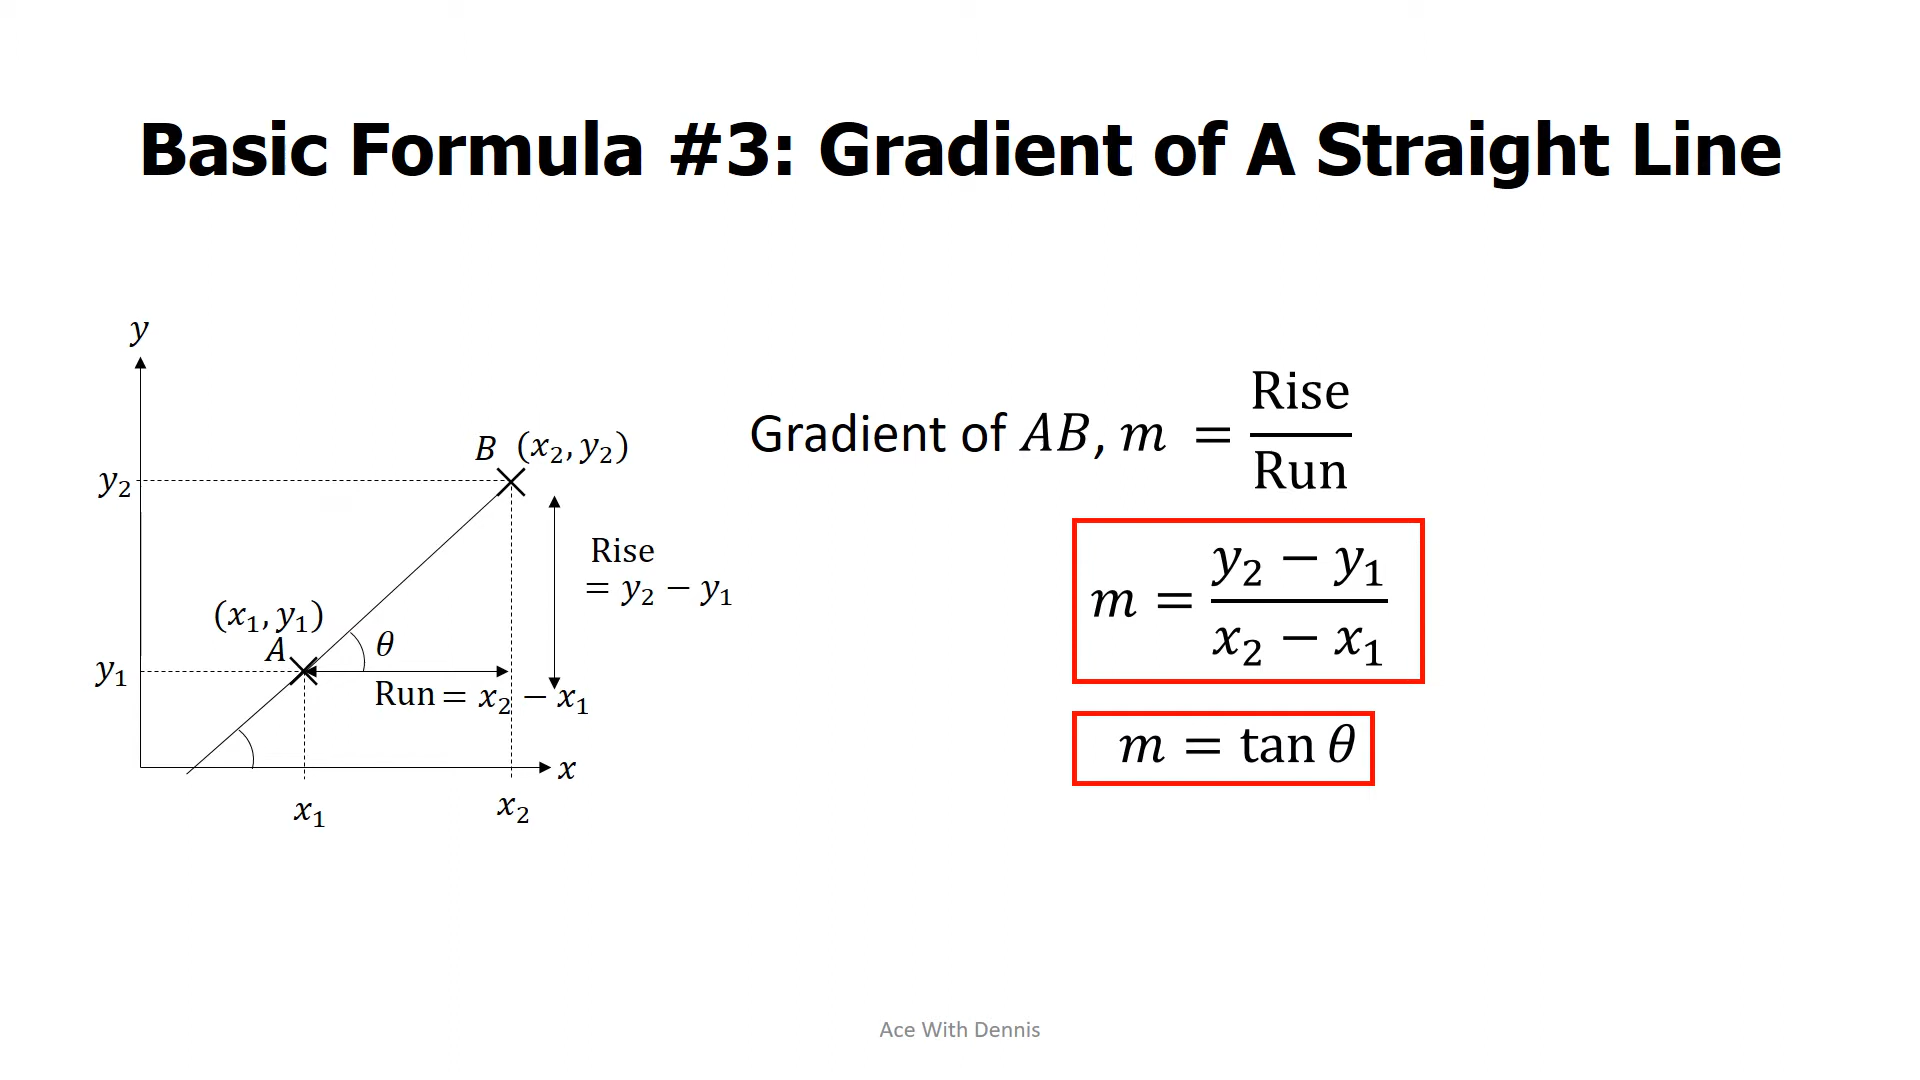 Basic Formula #3: Gradient of A Straight Line
y
B (x₂, y₂)
y₂
Rise
= y₂ − y₁
(x₁, y₁)
A
θ
y₁
Run = x₂ − x₁
x
x₁
x₂
Gradient of AB, m = Rise/Run
m = (y₂ − y₁)/(x₂ − x₁)
m = tan θ
Ace With Dennis